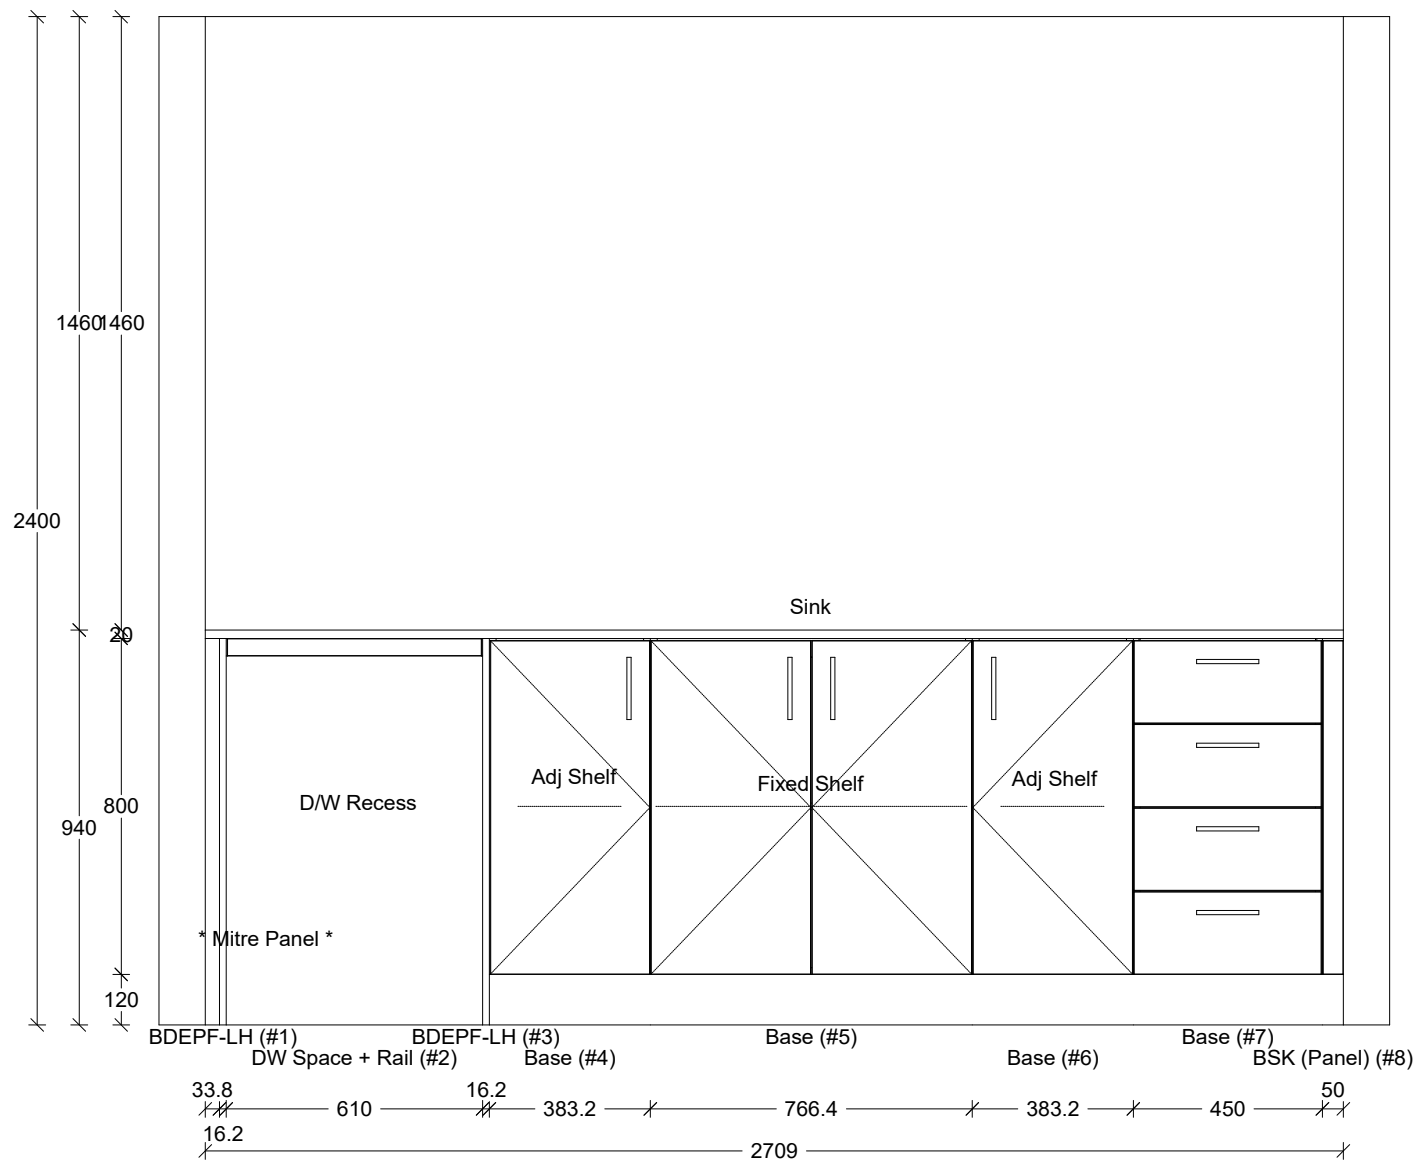 1460
1460
2400
Sink
20
Adj Shelf
Fixed Shelf
Adj Shelf
D/W Recess
800
940
* Mitre Panel *
120
BDEPF-LH (#1)
BDEPF-LH (#3)
Base (#5)
Base (#7)
DW Space + Rail (#2)
Base (#4)
Base (#6)
BSK (Panel) (#8)
33.8
16.2
50
610
383.2
766.4
383.2
450
16.2
2709